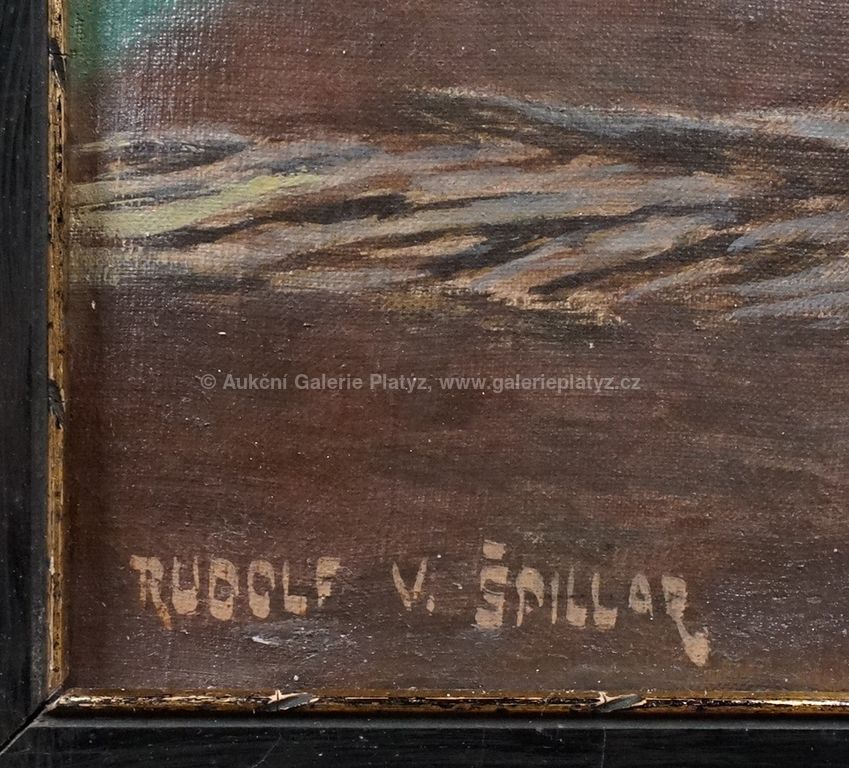 © Aukční Galerie Platýz, www.galerieplatyz.cz
RUDOLF V. ŠPILLAR